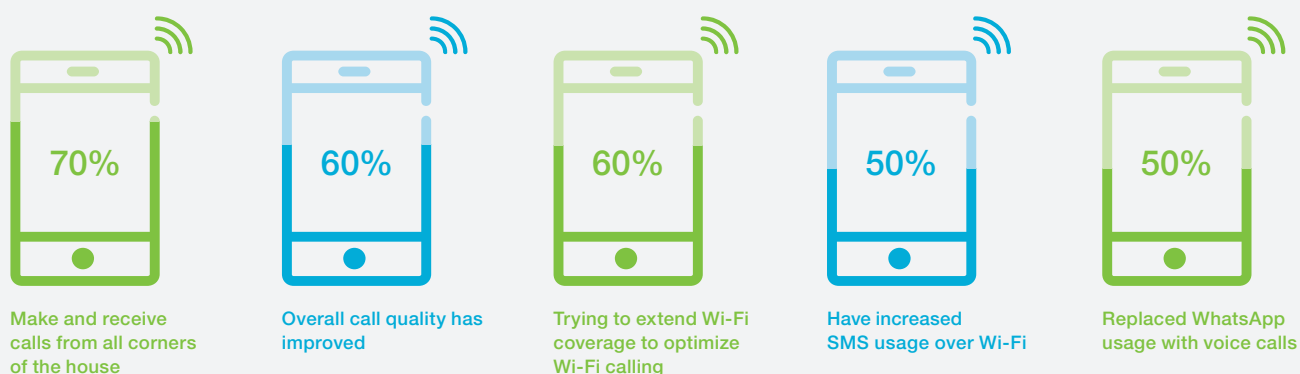 70%
60%
60%
50%
50%
Make and receive
calls from all corners
of the house
Overall call quality has
improved
Trying to extend Wi-Fi
coverage to optimize
Wi-Fi calling
Have increased
SMS usage over Wi-Fi
Replaced WhatsApp
usage with voice calls